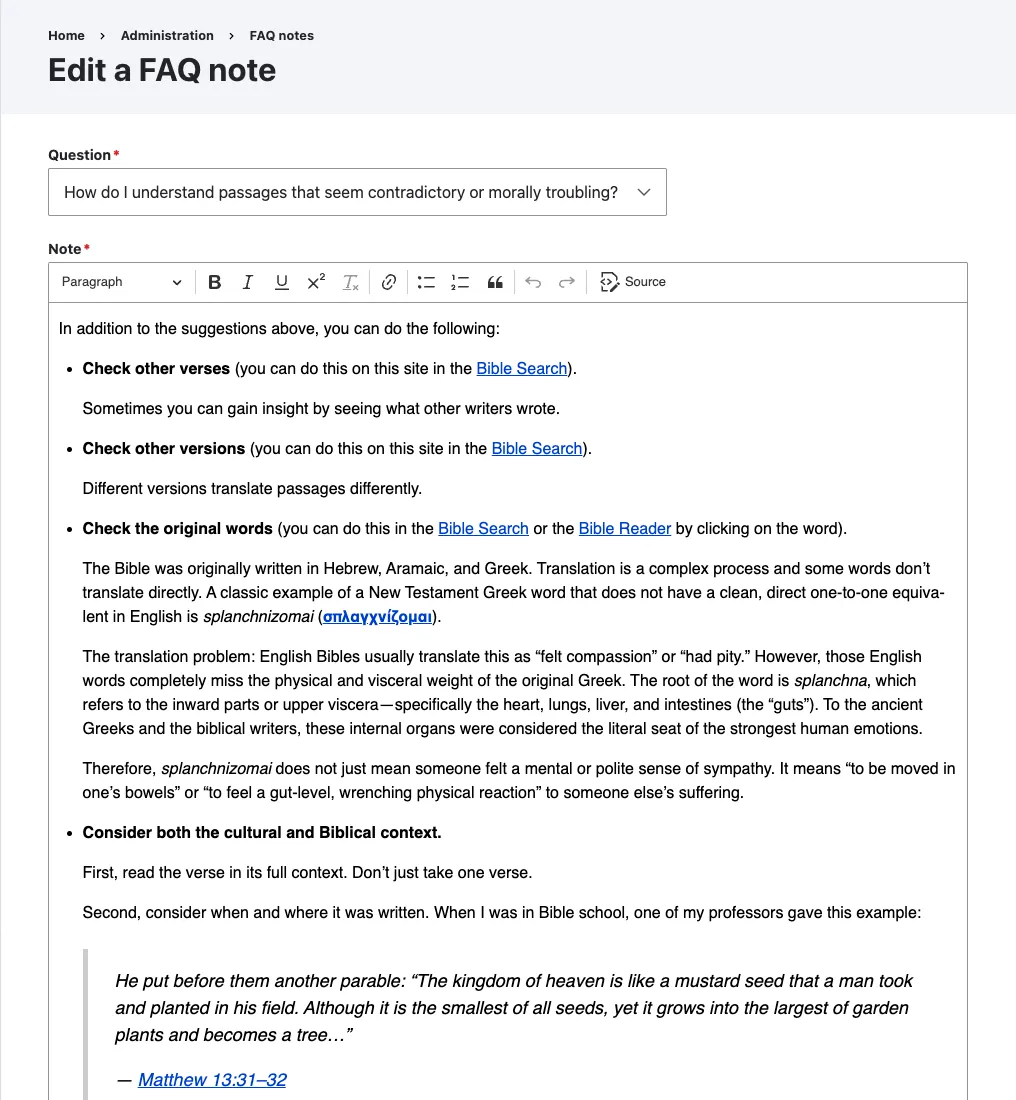 Home › Administration › FAQ notes
Edit a FAQ note
Question*
How do I understand passages that seem contradictory or morally troubling?
Note*
Paragraph B I U X² Tx Source
In addition to the suggestions above, you can do the following:
• Check other verses (you can do this on this site in the Bible Search).
Sometimes you can gain insight by seeing what other writers wrote.
• Check other versions (you can do this on this site in the Bible Search).
Different versions translate passages differently.
• Check the original words (you can do this in the Bible Search or the Bible Reader by clicking on the word).
The Bible was originally written in Hebrew, Aramaic, and Greek. Translation is a complex process and some words don’t
translate directly. A classic example of a New Testament Greek word that does not have a clean, direct one-to-one equiva-
lent in English is splanchnizomai (σπλαγχνίζομαι).
The translation problem: English Bibles usually translate this as “felt compassion” or “had pity.” However, those English
words completely miss the physical and visceral weight of the original Greek. The root of the word is splanchna, which
refers to the inward parts or upper viscera—specifically the heart, lungs, liver, and intestines (the “guts”). To the ancient
Greeks and the biblical writers, these internal organs were considered the literal seat of the strongest human emotions.
Therefore, splanchnizomai does not just mean someone felt a mental or polite sense of sympathy. It means “to be moved in
one’s bowels” or “to feel a gut-level, wrenching physical reaction” to someone else’s suffering.
• Consider both the cultural and Biblical context.
First, read the verse in its full context. Don’t just take one verse.
Second, consider when and where it was written. When I was in Bible school, one of my professors gave this example:
He put before them another parable: “The kingdom of heaven is like a mustard seed that a man took
and planted in his field. Although it is the smallest of all seeds, yet it grows into the largest of garden
plants and becomes a tree…”
— Matthew 13:31–32